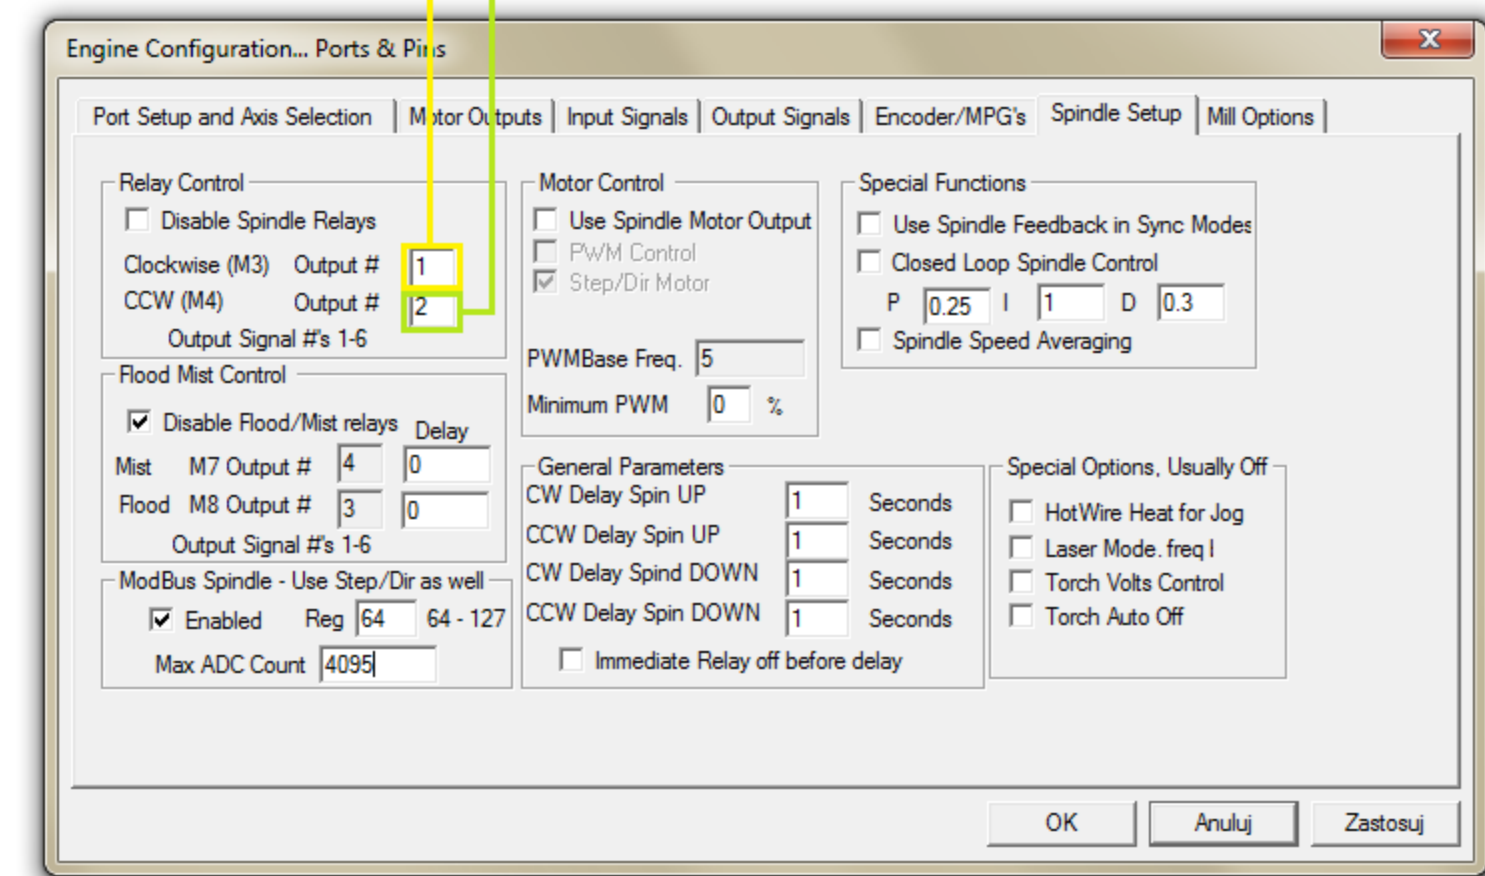 Engine Configuration... Ports & Pins
x
Port Setup and Axis Selection
Motor Outputs
Input Signals
Output Signals
Encoder/MPG's
Spindle Setup
Mill Options
Relay Control
Disable Spindle Relays
Clockwise (M3) Output # 1
CCW (M4) Output # 2
Output Signal #'s 1-6
Flood Mist Control
Disable Flood/Mist relays Delay
Mist M7 Output # 4 0
Flood M8 Output # 3 0
Output Signal #'s 1-6
ModBus Spindle - Use Step/Dir as well
Enabled Reg 64 64 - 127
Max ADC Count 4095
Motor Control
Use Spindle Motor Output
PWM Control
Step/Dir Motor
PWMBase Freq. 5
Minimum PWM 0 %
General Parameters
CW Delay Spin UP 1 Seconds
CCW Delay Spin UP 1 Seconds
CW Delay Spind DOWN 1 Seconds
CCW Delay Spin DOWN 1 Seconds
Immediate Relay off before delay
Special Functions
Use Spindle Feedback in Sync Modes
Closed Loop Spindle Control
P 0.25 I 1 D 0.3
Spindle Speed Averaging
Special Options, Usually Off
HotWire Heat for Jog
Laser Mode. freq I
Torch Volts Control
Torch Auto Off
OK
Anuluj
Zastosuj